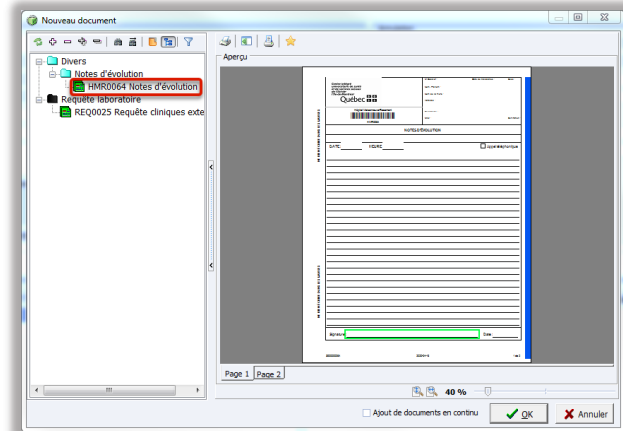 Nouveau document
Divers
Notes d'évolution
HMR0064 Notes d'évolution
Requête laboratoire
REQ0025 Requête cliniques exte
Aperçu
Québec
NOTES D'ÉVOLUTION
DATE: HEURE:
Signature:
Date:
Page 1 Page 2
40 %
Ajout de documents en continu
OK
Annuler